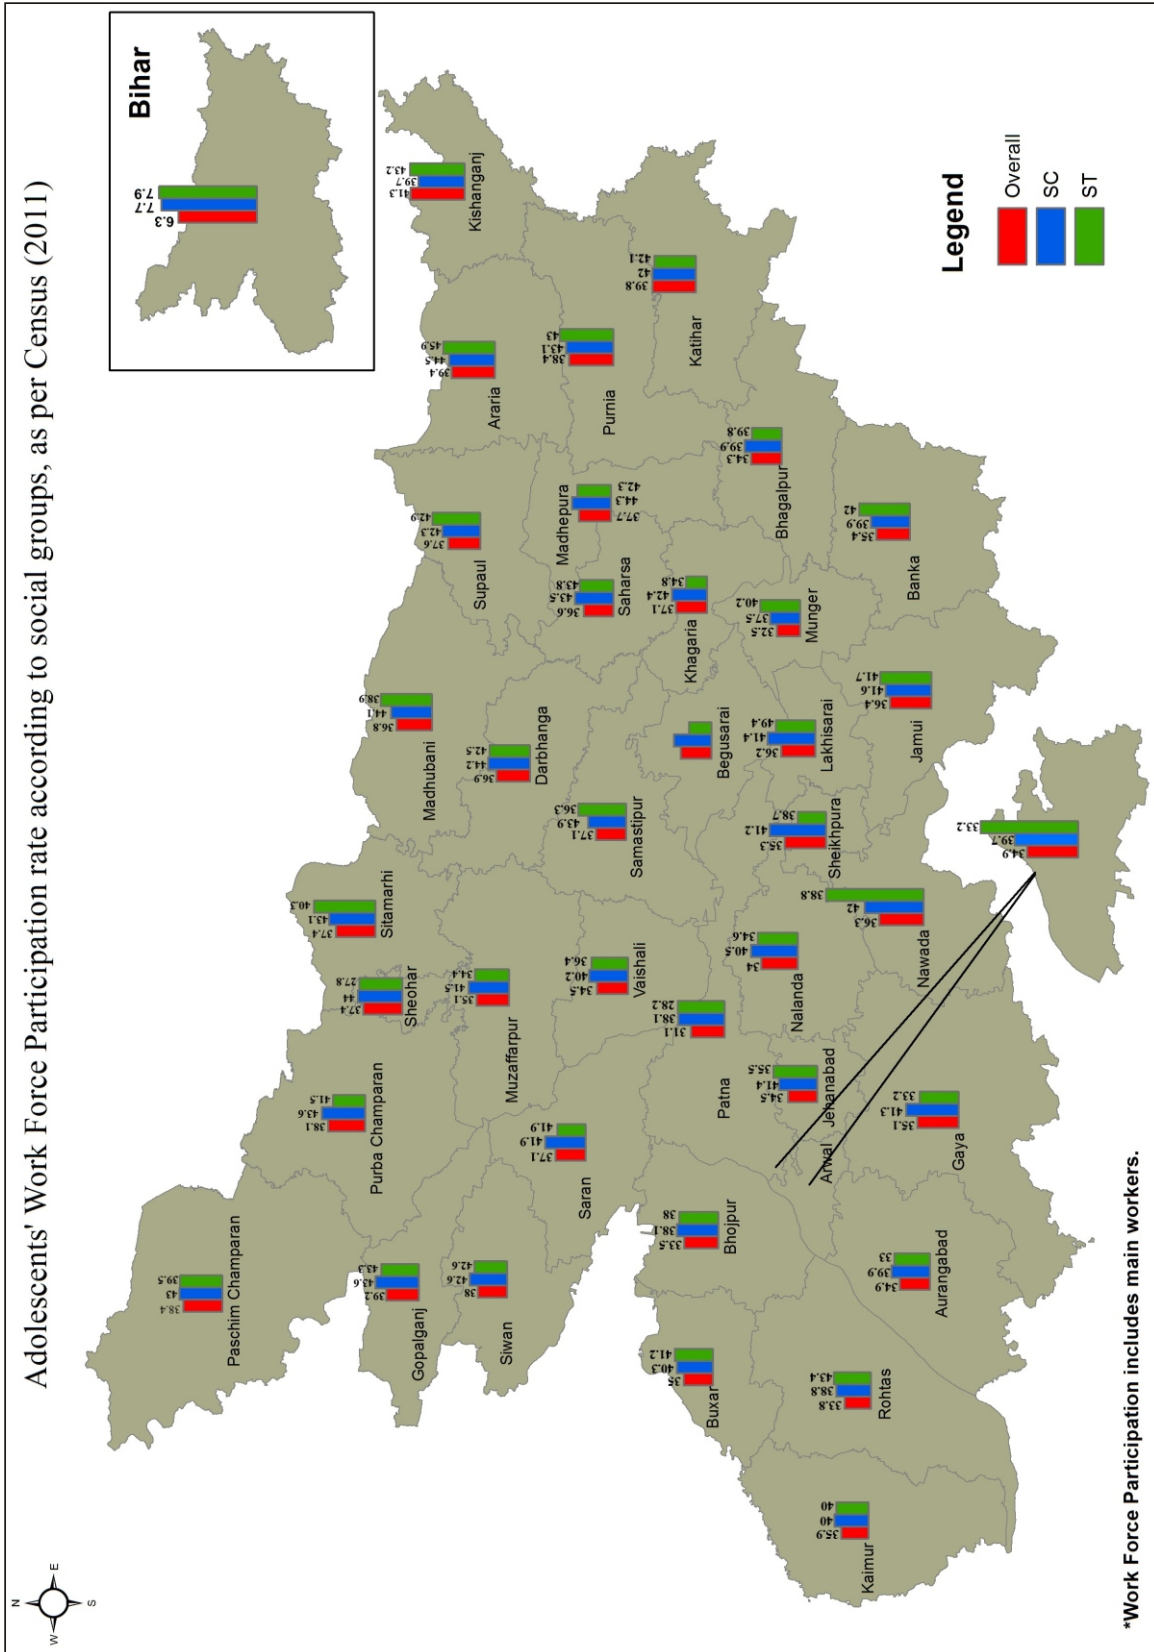 Adolescents' Work Force Participation rate according to social groups, as per Census (2011)
N
W E
S
Bihar
6.3 7.7 7.9
Paschim Champaran
38.4 43 39.5
Gopalganj
39.2 43.6 43.3
Siwan
38 42.6 42.6
Purba Champaran
38.1 43.6 41.5
Saran
37.1 41.9 41.9
Sheohar
37.4 44 27.8
Sitamarhi
37.4 43.1 40.3
Muzaffarpur
35.1 41.5 34.4
Vaishali
34.5 40.2 36.4
Madhubani
36.8 44.1 38.9
Darbhanga
36.9 44.2 42.5
Samastipur
37.1 43.9 36.3
Supaul
37.6 42.3 42.9
Madhepura
37.7 44.3 42.3
Saharsa
36.6 43.5 43.8
Araria
39.4 44.5 45.9
Kishanganj
41.3 39.7 43.2
Purnia
38.4 43.1 43
Katihar
39.8 42 42.1
Khagaria
37.1 42.4 34.8
Begusarai
Bhagalpur
34.3 39.9 39.8
Munger
32.5 37.5 40.2
Banka
35.4 39.9 42
Lakhisarai
36.2 41.4 49.4
Jamui
36.4 41.6 41.7
Sheikhpura
35.3 41.2 38.7
Nawada
36.3 42 38.8
Nalanda
34 40.5 34.6
Patna
31.1 38.1 28.2
Jehanabad
34.5 41.4 35.5
Arwal
34.9 39.7 33.2
Gaya
35.1 41.3 33.2
Bhojpur
33.5 38.1 38
Aurangabad
34.9 39.9 33
Buxar
35 40.3 41.2
Rohtas
33.8 38.8 43.4
Kaimur
35.9 40 40
Legend
Overall
SC
ST
*Work Force Participation includes main workers.